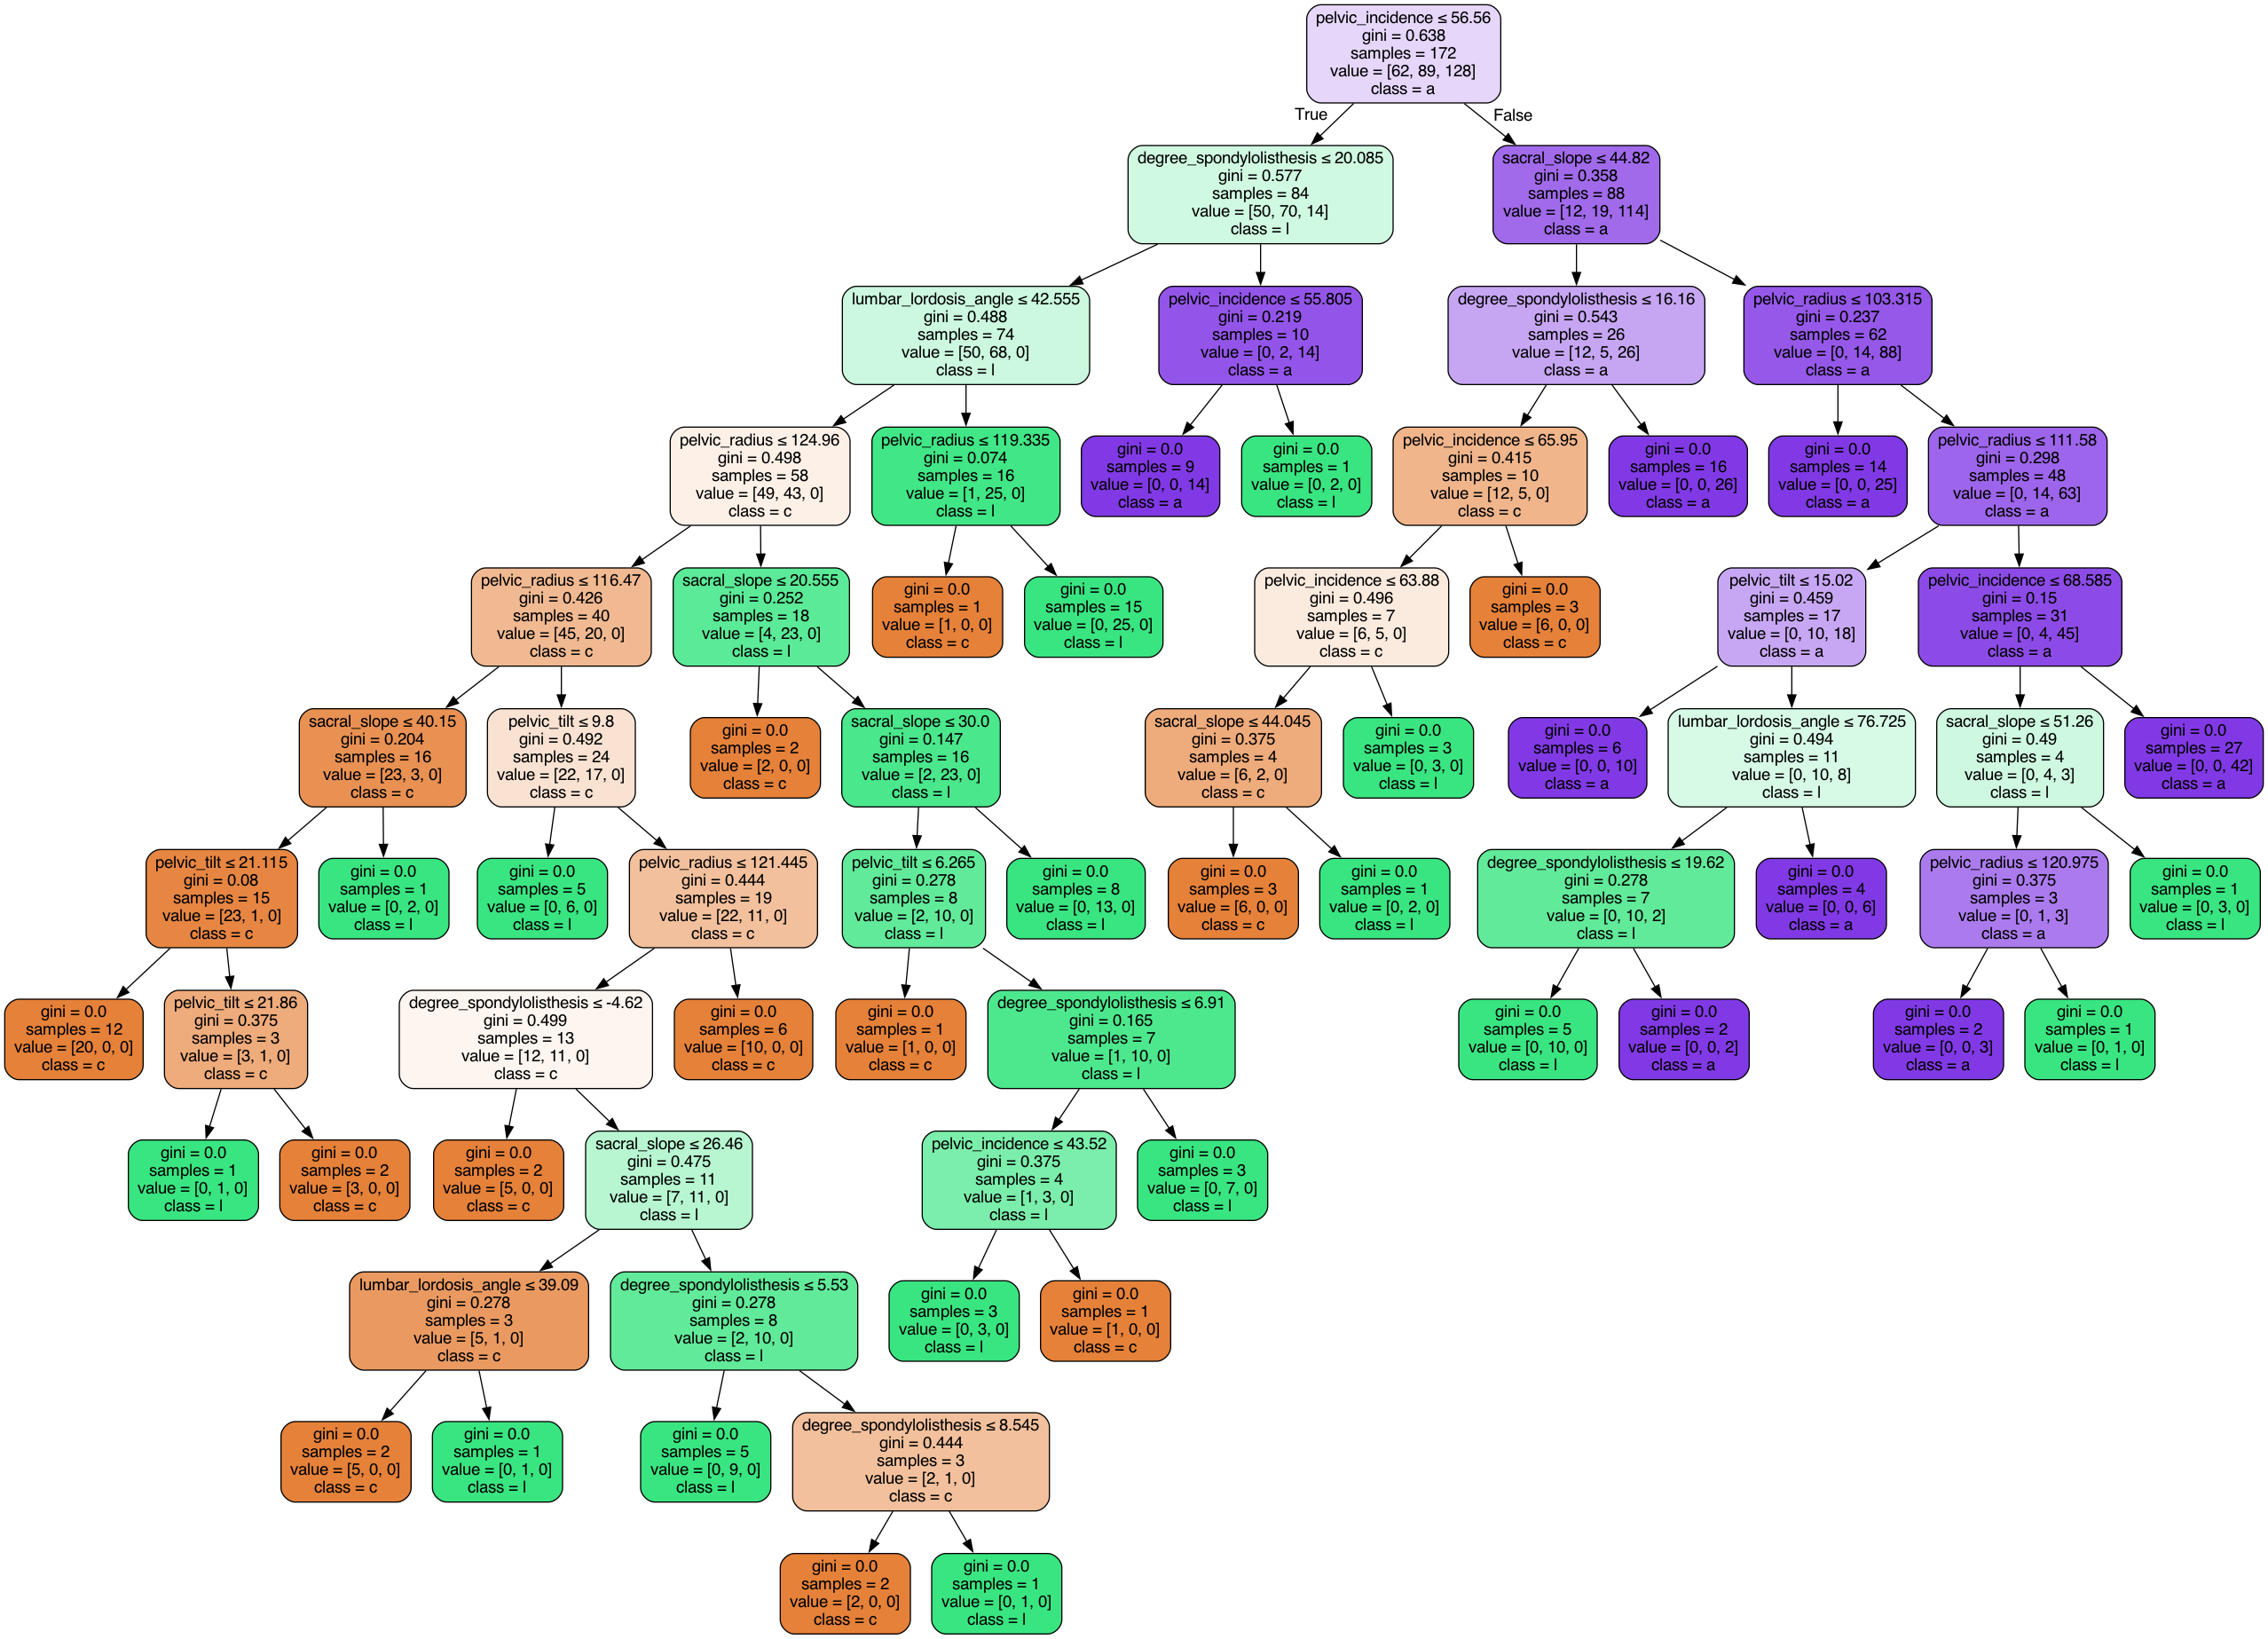 pelvic_incidence ≤ 56.56
gini = 0.638
samples = 172
value = [62, 89, 128]
class = a
True
False
degree_spondylolisthesis ≤ 20.085
gini = 0.577
samples = 84
value = [50, 70, 14]
class = l
sacral_slope ≤ 44.82
gini = 0.358
samples = 88
value = [12, 19, 114]
class = a
lumbar_lordosis_angle ≤ 42.555
gini = 0.488
samples = 74
value = [50, 68, 0]
class = l
pelvic_incidence ≤ 55.805
gini = 0.219
samples = 10
value = [0, 2, 14]
class = a
degree_spondylolisthesis ≤ 16.16
gini = 0.543
samples = 26
value = [12, 5, 26]
class = a
pelvic_radius ≤ 103.315
gini = 0.237
samples = 62
value = [0, 14, 88]
class = a
pelvic_radius ≤ 124.96
gini = 0.498
samples = 58
value = [49, 43, 0]
class = c
pelvic_radius ≤ 119.335
gini = 0.074
samples = 16
value = [1, 25, 0]
class = l
gini = 0.0
samples = 9
value = [0, 0, 14]
class = a
gini = 0.0
samples = 1
value = [0, 2, 0]
class = l
pelvic_incidence ≤ 65.95
gini = 0.415
samples = 10
value = [12, 5, 0]
class = c
gini = 0.0
samples = 16
value = [0, 0, 26]
class = a
gini = 0.0
samples = 14
value = [0, 0, 25]
class = a
pelvic_radius ≤ 111.58
gini = 0.298
samples = 48
value = [0, 14, 63]
class = a
pelvic_radius ≤ 116.47
gini = 0.426
samples = 40
value = [45, 20, 0]
class = c
sacral_slope ≤ 20.555
gini = 0.252
samples = 18
value = [4, 23, 0]
class = l
gini = 0.0
samples = 1
value = [1, 0, 0]
class = c
gini = 0.0
samples = 15
value = [0, 25, 0]
class = l
pelvic_incidence ≤ 63.88
gini = 0.496
samples = 7
value = [6, 5, 0]
class = c
gini = 0.0
samples = 3
value = [6, 0, 0]
class = c
pelvic_tilt ≤ 15.02
gini = 0.459
samples = 17
value = [0, 10, 18]
class = a
pelvic_incidence ≤ 68.585
gini = 0.15
samples = 31
value = [0, 4, 45]
class = a
sacral_slope ≤ 40.15
gini = 0.204
samples = 16
value = [23, 3, 0]
class = c
pelvic_tilt ≤ 9.8
gini = 0.492
samples = 24
value = [22, 17, 0]
class = c
gini = 0.0
samples = 2
value = [2, 0, 0]
class = c
sacral_slope ≤ 30.0
gini = 0.147
samples = 16
value = [2, 23, 0]
class = l
sacral_slope ≤ 44.045
gini = 0.375
samples = 4
value = [6, 2, 0]
class = c
gini = 0.0
samples = 3
value = [0, 3, 0]
class = l
gini = 0.0
samples = 6
value = [0, 0, 10]
class = a
lumbar_lordosis_angle ≤ 76.725
gini = 0.494
samples = 11
value = [0, 10, 8]
class = l
sacral_slope ≤ 51.26
gini = 0.49
samples = 4
value = [0, 4, 3]
class = l
gini = 0.0
samples = 27
value = [0, 0, 42]
class = a
pelvic_tilt ≤ 21.115
gini = 0.08
samples = 15
value = [23, 1, 0]
class = c
gini = 0.0
samples = 1
value = [0, 2, 0]
class = l
gini = 0.0
samples = 5
value = [0, 6, 0]
class = l
pelvic_radius ≤ 121.445
gini = 0.444
samples = 19
value = [22, 11, 0]
class = c
pelvic_tilt ≤ 6.265
gini = 0.278
samples = 8
value = [2, 10, 0]
class = l
gini = 0.0
samples = 8
value = [0, 13, 0]
class = l
gini = 0.0
samples = 3
value = [6, 0, 0]
class = c
gini = 0.0
samples = 1
value = [0, 2, 0]
class = l
degree_spondylolisthesis ≤ 19.62
gini = 0.278
samples = 7
value = [0, 10, 2]
class = l
gini = 0.0
samples = 4
value = [0, 0, 6]
class = a
pelvic_radius ≤ 120.975
gini = 0.375
samples = 3
value = [0, 1, 3]
class = a
gini = 0.0
samples = 1
value = [0, 3, 0]
class = l
gini = 0.0
samples = 12
value = [20, 0, 0]
class = c
pelvic_tilt ≤ 21.86
gini = 0.375
samples = 3
value = [3, 1, 0]
class = c
degree_spondylolisthesis ≤ -4.62
gini = 0.499
samples = 13
value = [12, 11, 0]
class = c
gini = 0.0
samples = 6
value = [10, 0, 0]
class = c
gini = 0.0
samples = 1
value = [1, 0, 0]
class = c
degree_spondylolisthesis ≤ 6.91
gini = 0.165
samples = 7
value = [1, 10, 0]
class = l
gini = 0.0
samples = 5
value = [0, 10, 0]
class = l
gini = 0.0
samples = 2
value = [0, 0, 2]
class = a
gini = 0.0
samples = 2
value = [0, 0, 3]
class = a
gini = 0.0
samples = 1
value = [0, 1, 0]
class = l
gini = 0.0
samples = 1
value = [0, 1, 0]
class = l
gini = 0.0
samples = 2
value = [3, 0, 0]
class = c
gini = 0.0
samples = 2
value = [5, 0, 0]
class = c
sacral_slope ≤ 26.46
gini = 0.475
samples = 11
value = [7, 11, 0]
class = l
pelvic_incidence ≤ 43.52
gini = 0.375
samples = 4
value = [1, 3, 0]
class = l
gini = 0.0
samples = 3
value = [0, 7, 0]
class = l
lumbar_lordosis_angle ≤ 39.09
gini = 0.278
samples = 3
value = [5, 1, 0]
class = c
degree_spondylolisthesis ≤ 5.53
gini = 0.278
samples = 8
value = [2, 10, 0]
class = l
gini = 0.0
samples = 3
value = [0, 3, 0]
class = l
gini = 0.0
samples = 1
value = [1, 0, 0]
class = c
gini = 0.0
samples = 2
value = [5, 0, 0]
class = c
gini = 0.0
samples = 1
value = [0, 1, 0]
class = l
gini = 0.0
samples = 5
value = [0, 9, 0]
class = l
degree_spondylolisthesis ≤ 8.545
gini = 0.444
samples = 3
value = [2, 1, 0]
class = c
gini = 0.0
samples = 2
value = [2, 0, 0]
class = c
gini = 0.0
samples = 1
value = [0, 1, 0]
class = l